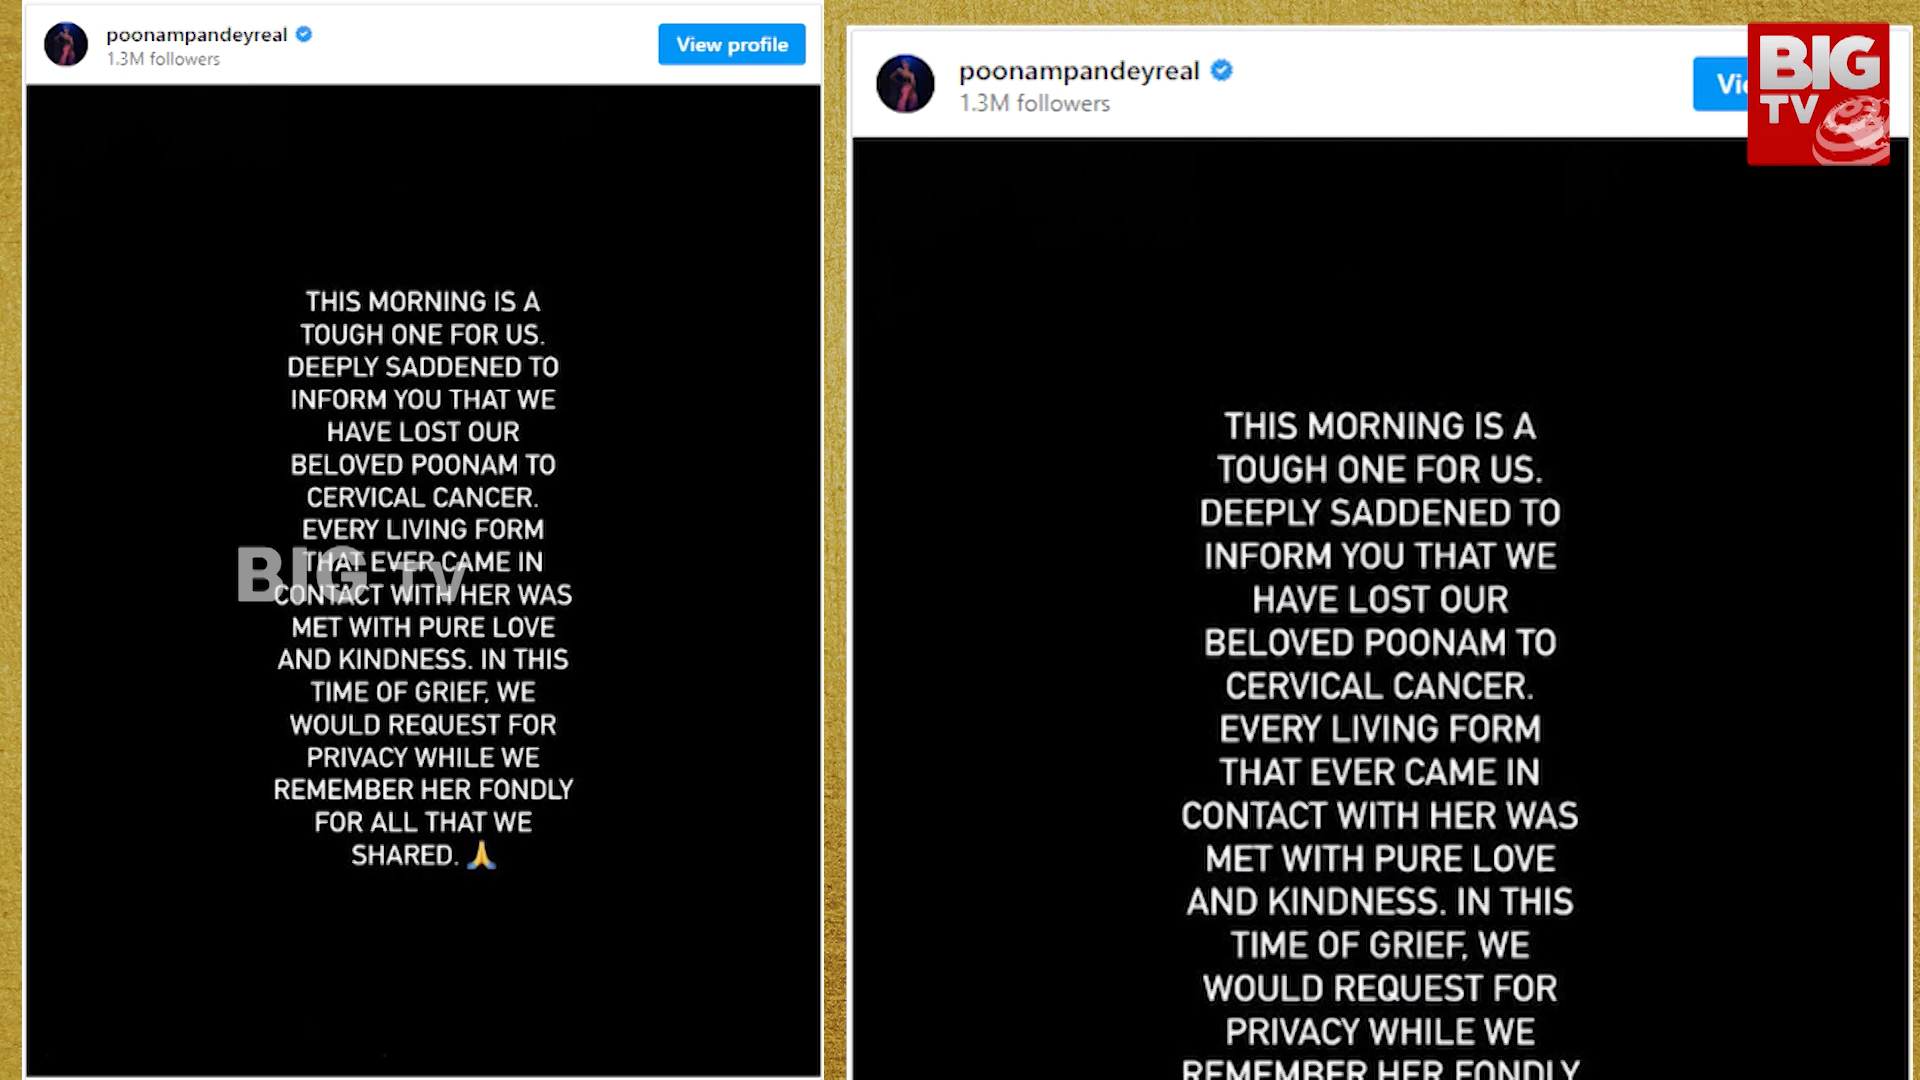 poonampandeyreal
1.3M followers
View profile
THIS MORNING IS A
TOUGH ONE FOR US.
DEEPLY SADDENED TO
INFORM YOU THAT WE
HAVE LOST OUR
BELOVED POONAM TO
CERVICAL CANCER.
EVERY LIVING FORM
THAT EVER CAME IN
CONTACT WITH HER WAS
MET WITH PURE LOVE
AND KINDNESS. IN THIS
TIME OF GRIEF, WE
WOULD REQUEST FOR
PRIVACY WHILE WE
REMEMBER HER FONDLY
FOR ALL THAT WE
SHARED. 🙏
BIG TV
poonampandeyreal
1.3M followers
BIG
TV
THIS MORNING IS A
TOUGH ONE FOR US.
DEEPLY SADDENED TO
INFORM YOU THAT WE
HAVE LOST OUR
BELOVED POONAM TO
CERVICAL CANCER.
EVERY LIVING FORM
THAT EVER CAME IN
CONTACT WITH HER WAS
MET WITH PURE LOVE
AND KINDNESS. IN THIS
TIME OF GRIEF, WE
WOULD REQUEST FOR
PRIVACY WHILE WE
REMEMBER HER FONDLY